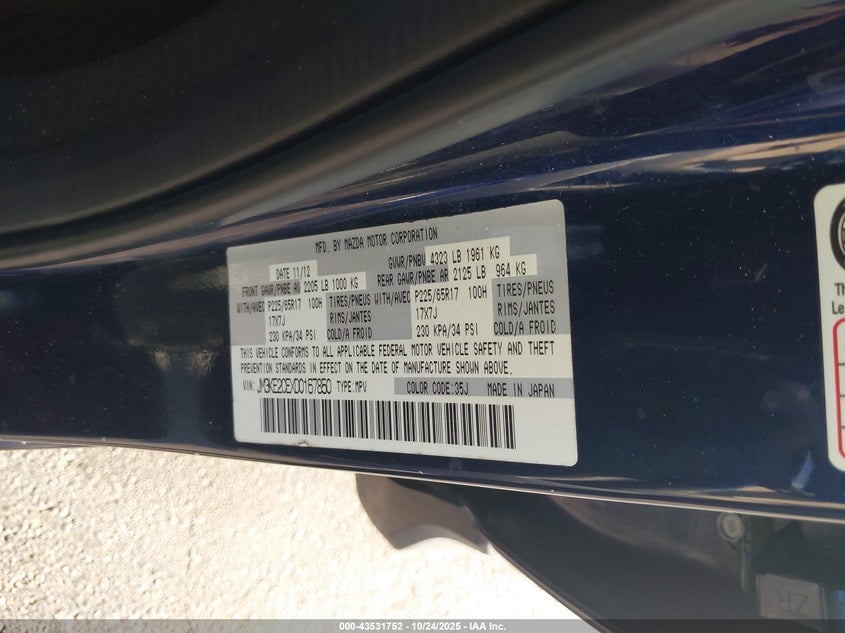 MFD. BY MAZDA MOTOR CORPORATION
DATE 11/12 GVWR/PNBV 4323 LB 1961 KG
FRONT GAWR/PNBE AV 2205 LB 1000 KG REAR GAWR/PNBE AR 2125 LB 964 KG
WITH/AVEC P225/65R17 100H TIRES/PNEUS WITH/AVEC P225/65R17 100H TIRES/PNEUS
17X7J RIMS/JANTES 17X7J RIMS/JANTES
230 KPA/34 PSI COLD/A FROID 230 KPA/34 PSI COLD/A FROID
THIS VEHICLE CONFORMS TO ALL APPLICABLE FEDERAL MOTOR VEHICLE SAFETY AND THEFT
PREVENTION STANDARDS IN EFFECT ON THE DATE OF MANUFACTURE SHOWN ABOVE.
VIN: JM3KE2CEXD0167850 TYPE:MPV COLOR CODE:35J MADE IN JAPAN
Th
Le
ZR
000-43531752 - 10/24/2025 - IAA Inc.